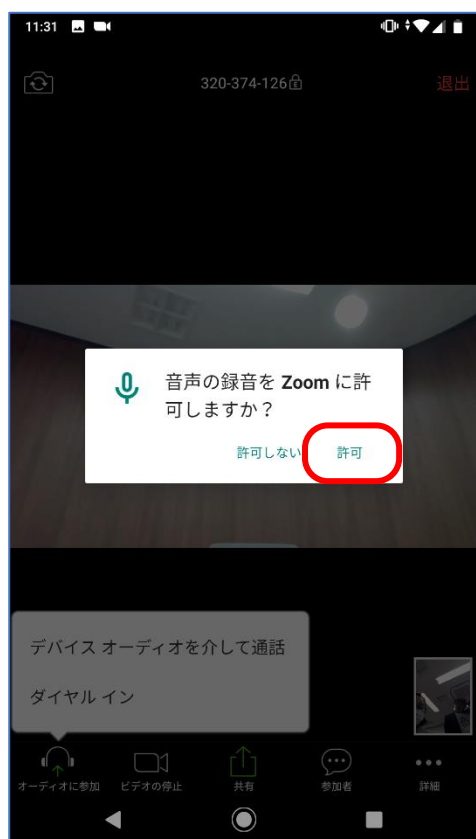 11:31
320-374-126
退出
音声の録音を Zoom に許
可しますか？
許可しない
許可
デバイス オーディオを介して通話
ダイヤル イン
オーディオに参加
ビデオの停止
共有
参加者
詳細